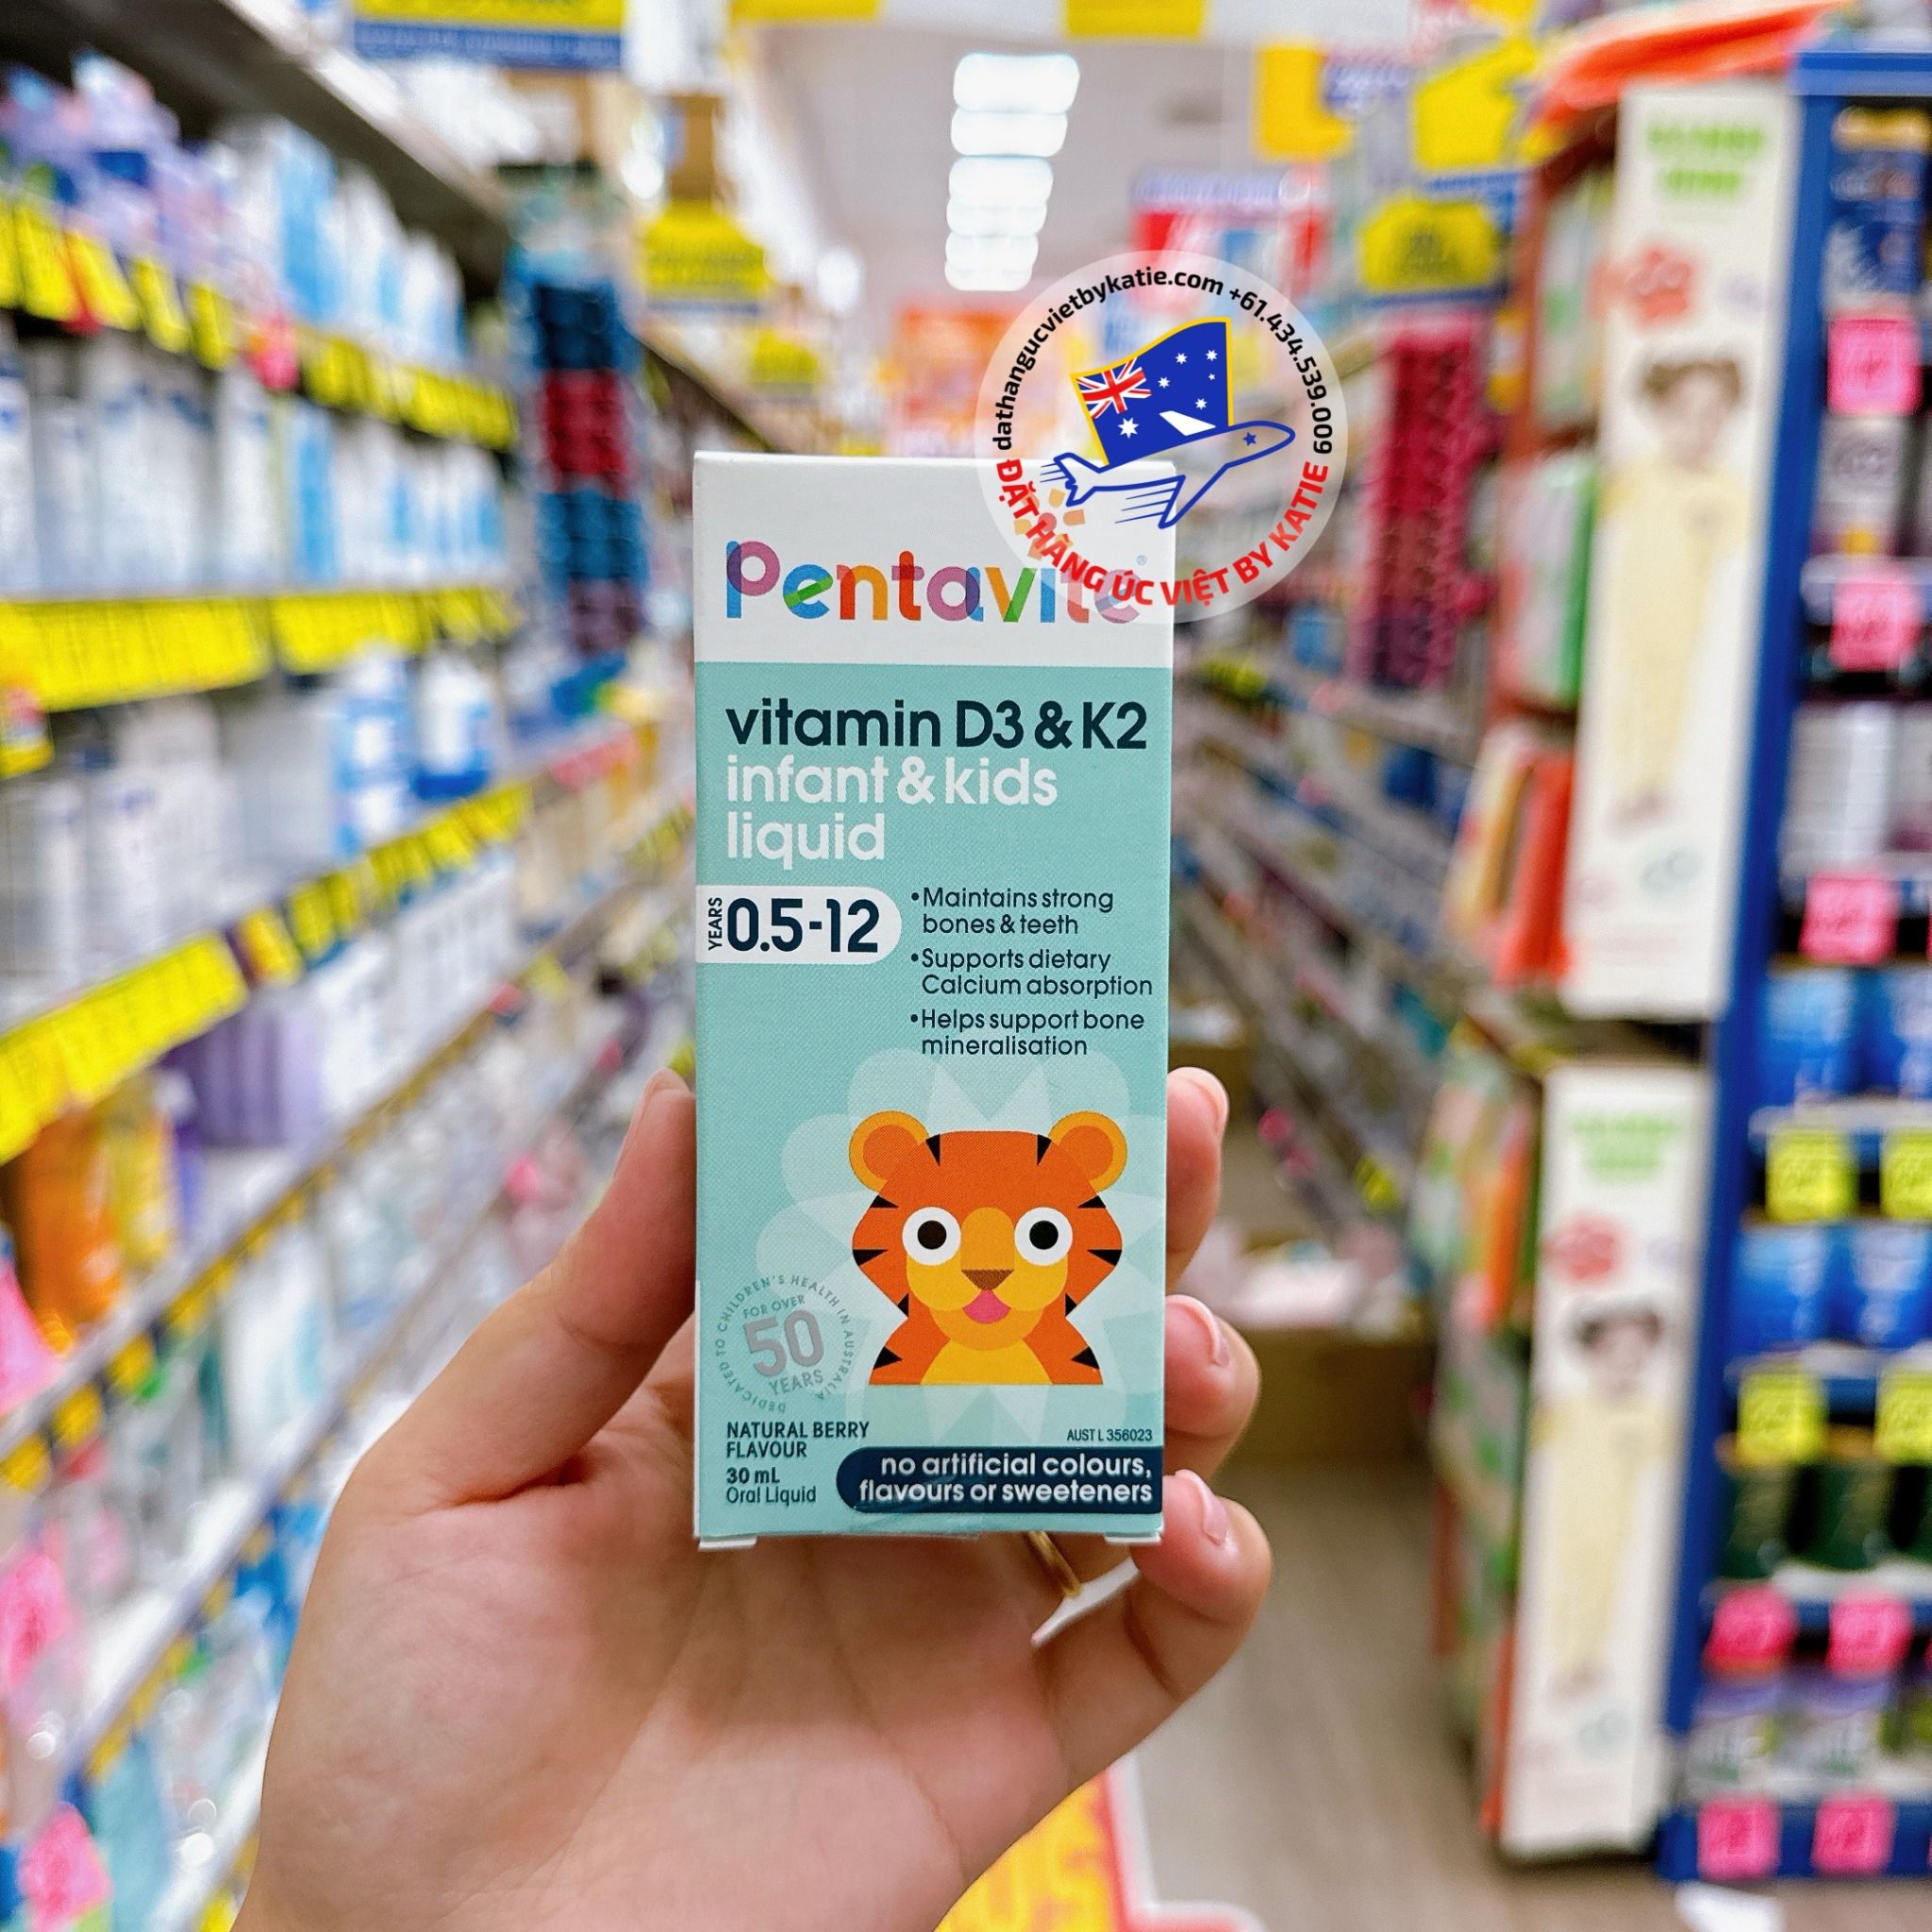 dathangucvietbykatie.com +61.434.539.009
ĐẶT HÀNG ÚC VIỆT BY KATIE
Pentavite®
vitamin D3 & K2
infant & kids
liquid
YEARS 0.5-12
•Maintains strong
bones & teeth
•Supports dietary
Calcium absorption
•Helps support bone
mineralisation
DEDICATED TO CHILDREN'S HEALTH IN AUSTRALIA
FOR OVER
50
YEARS
NATURAL BERRY
FLAVOUR
30 mL
Oral Liquid
AUST L 356023
no artificial colours,
flavours or sweeteners